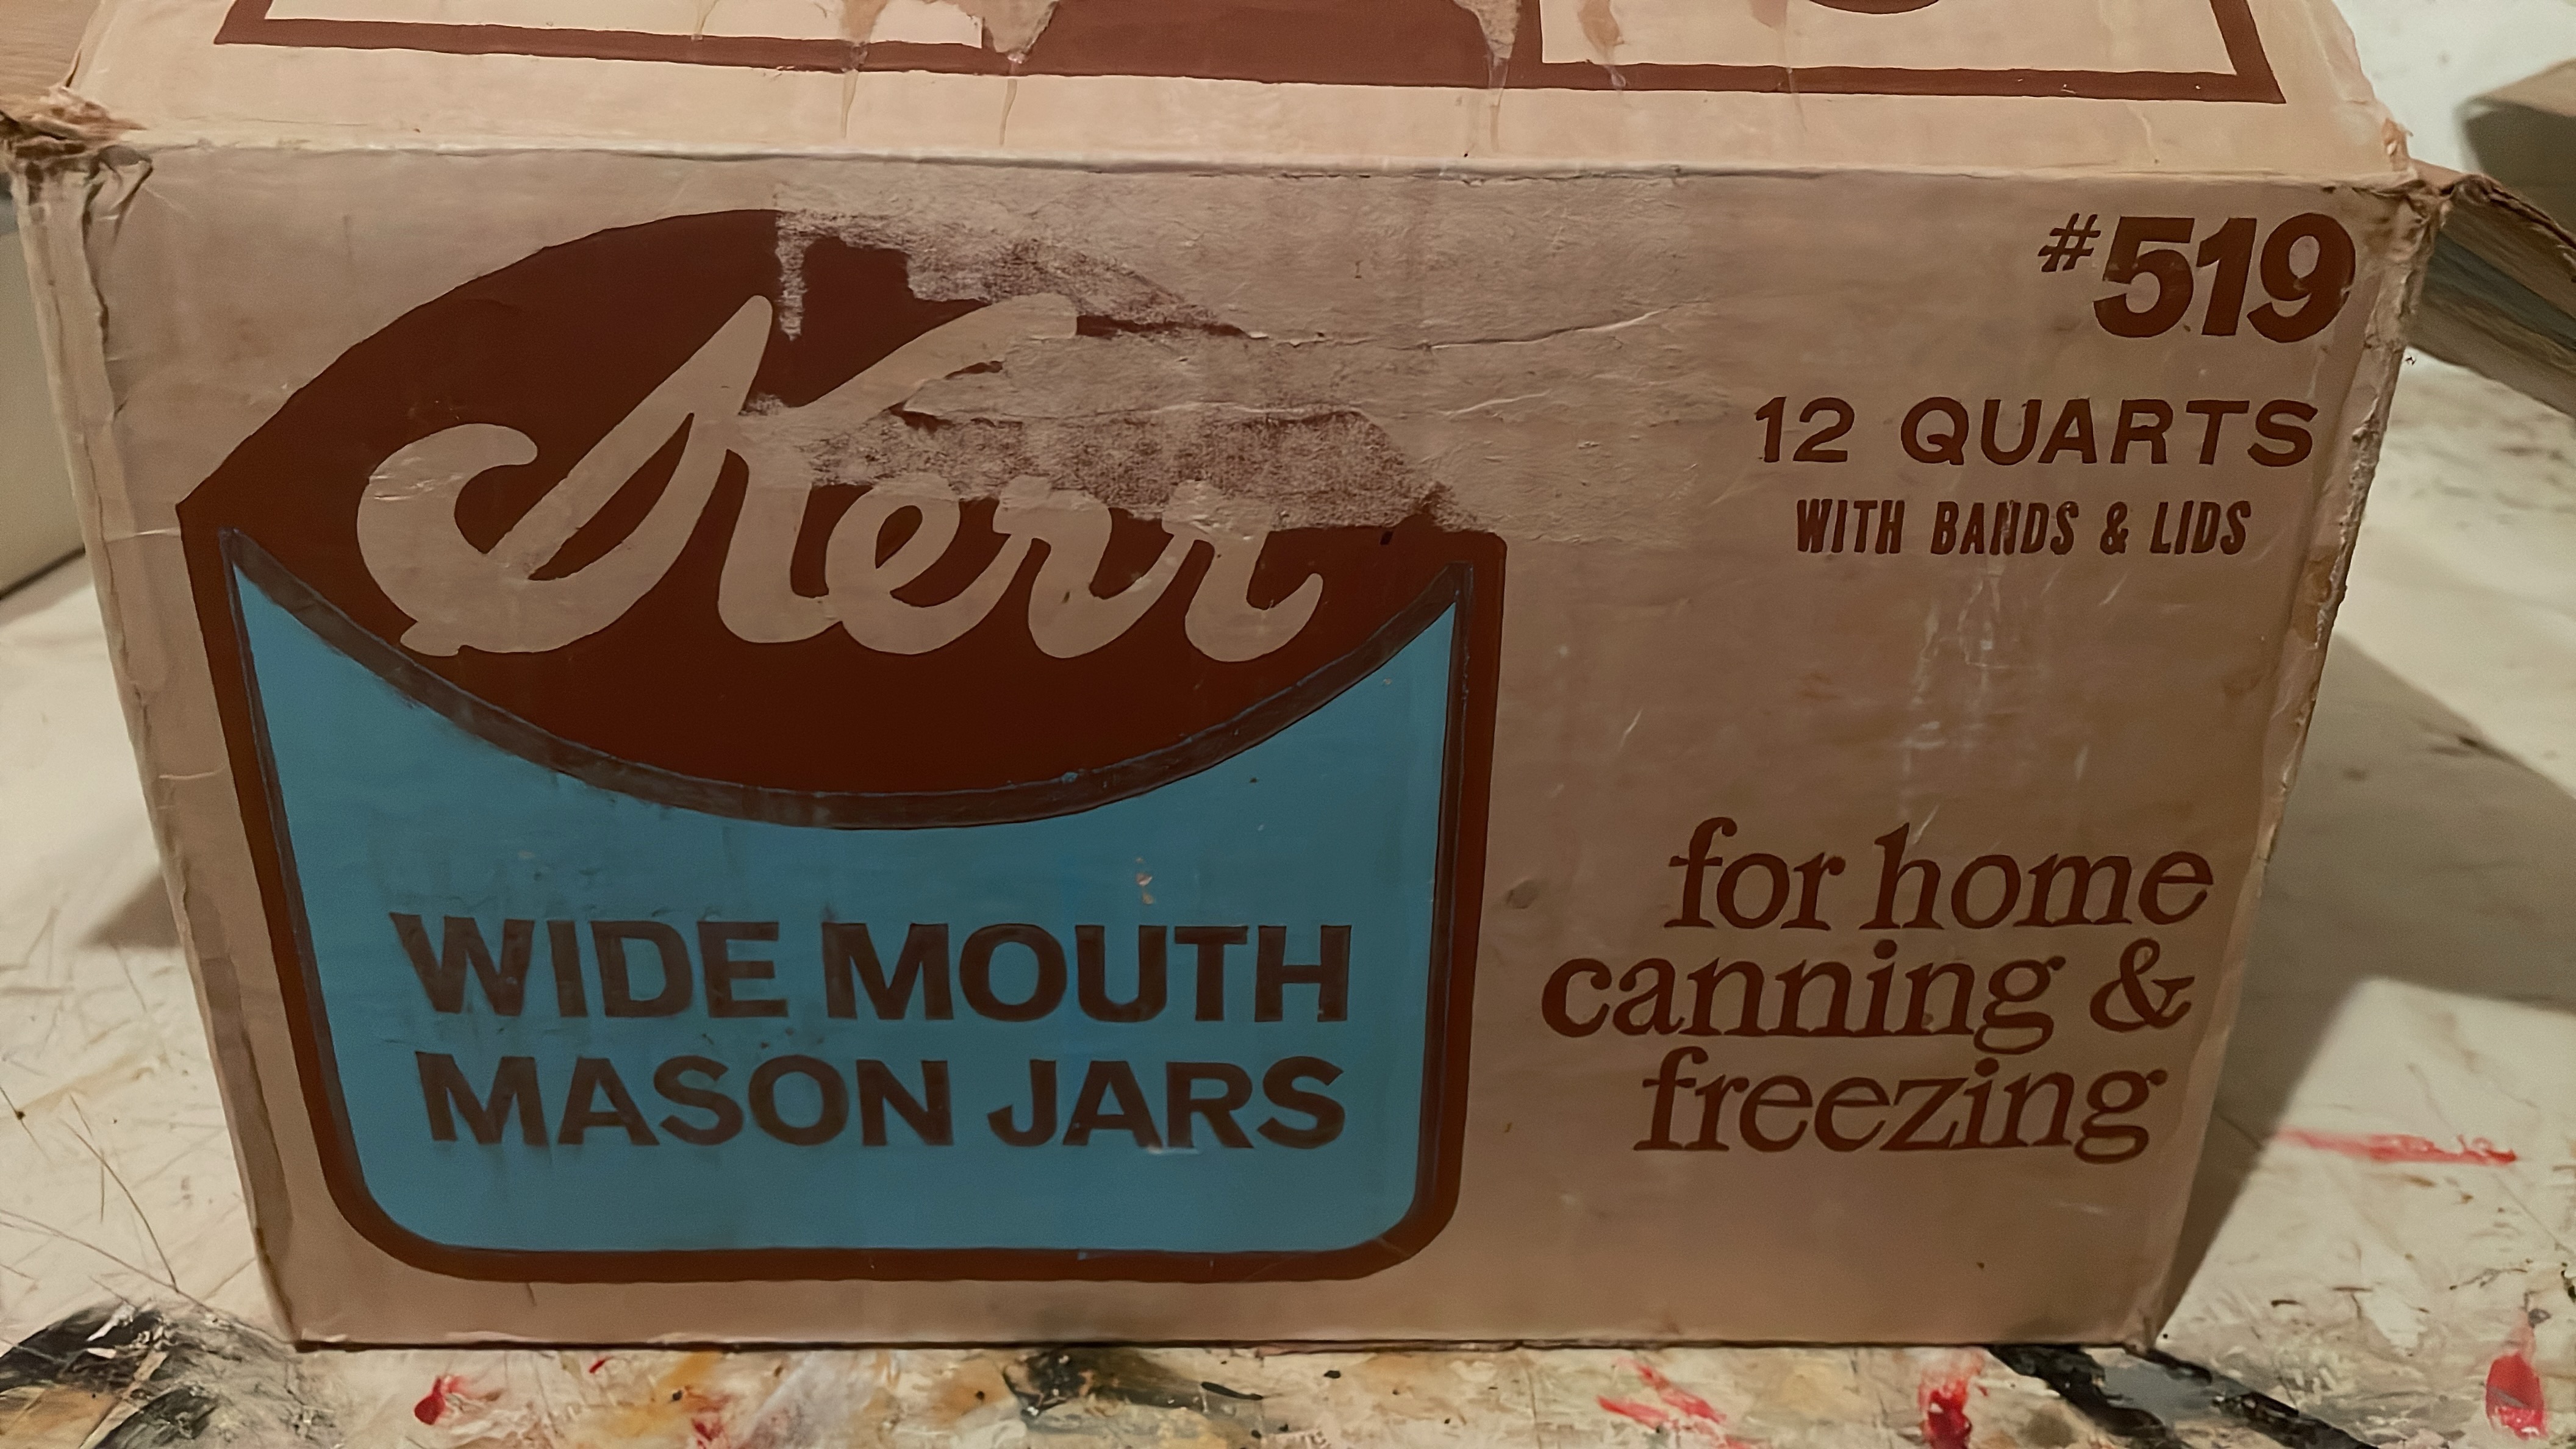 Kerr
WIDE MOUTH
MASON JARS
#519
12 QUARTS
WITH BANDS & LIDS
for home
canning &
freezing